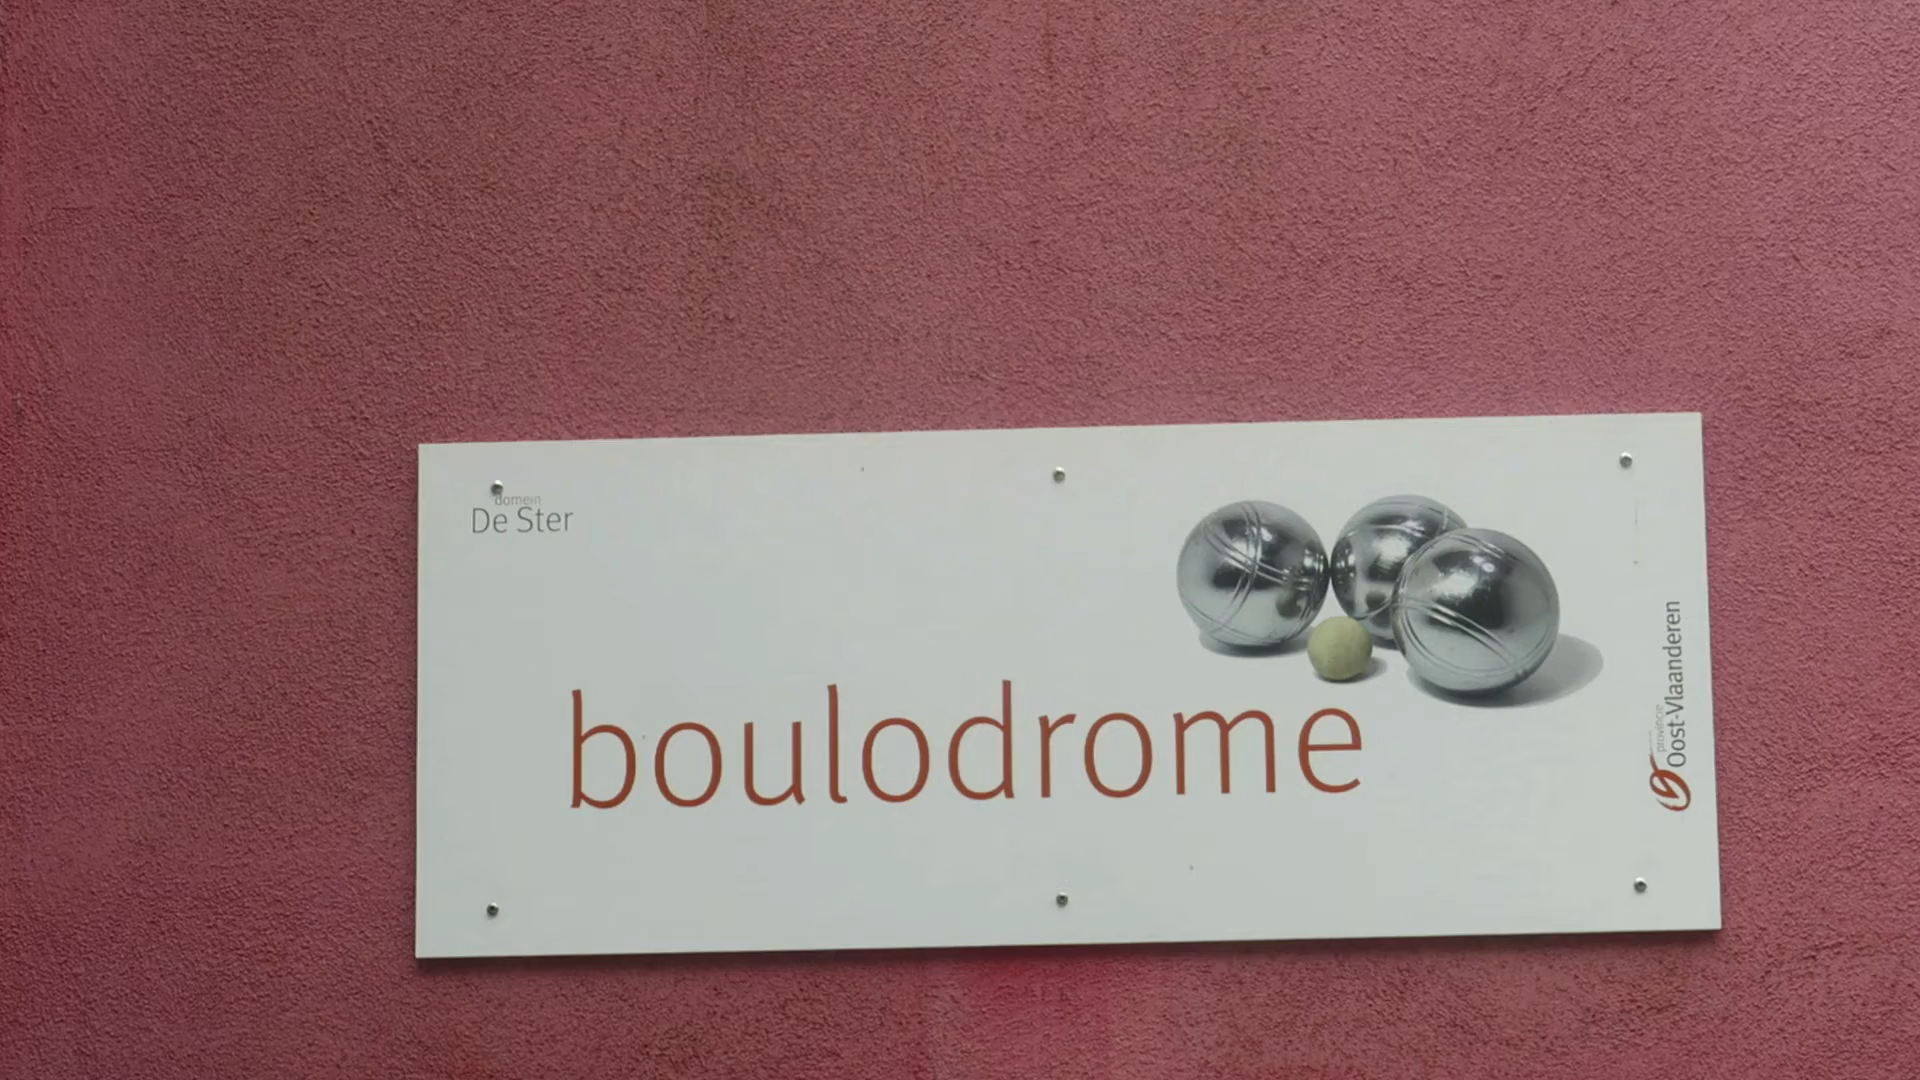 domein
De Ster
boulodrome
provincie
Oost-Vlaanderen